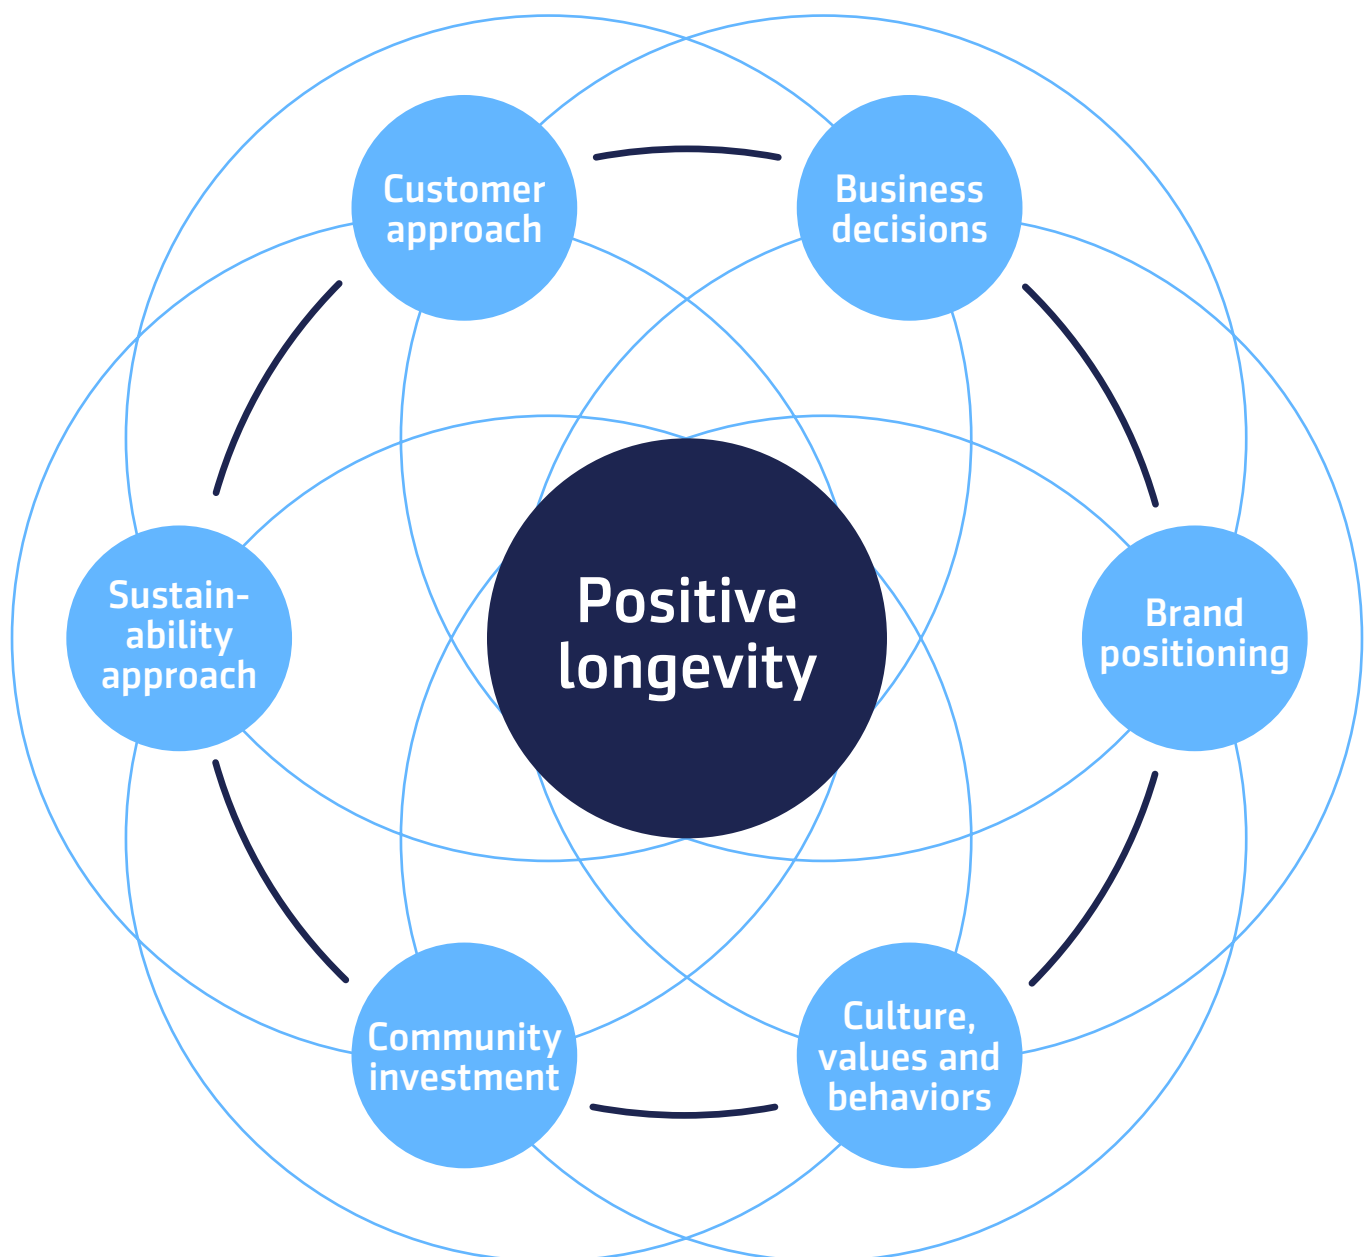 Customer
approach
Business
decisions
Sustain-
ability
approach
Positive
longevity
Brand
positioning
Community
investment
Culture,
values and
behaviors